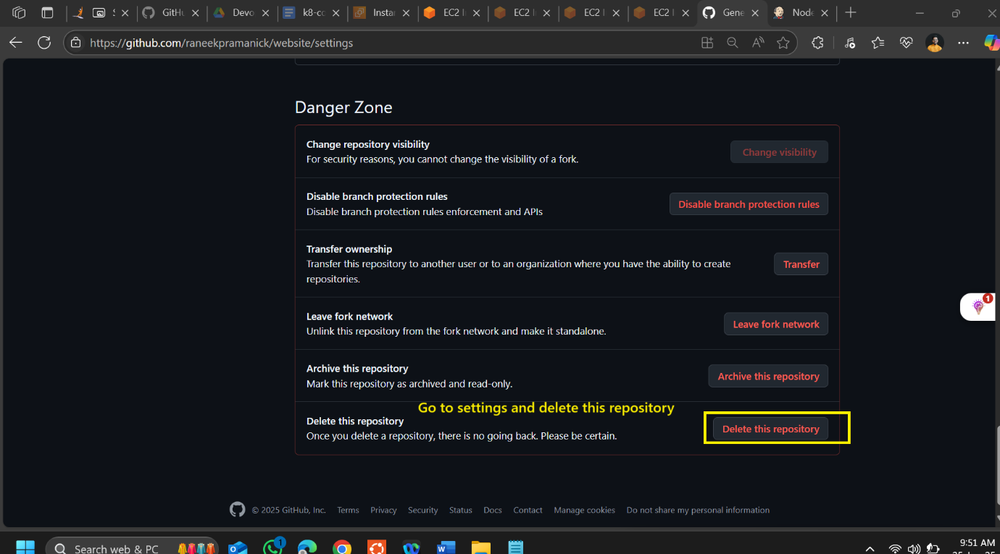 GitHu
Devo
k8-cc
Instan
EC2 I
EC2 I
EC2 I
EC2 I
Gene
Node
https://github.com/raneekpramanick/website/settings
Danger Zone
Change repository visibility
For security reasons, you cannot change the visibility of a fork.
Change visibility
Disable branch protection rules
Disable branch protection rules enforcement and APIs
Disable branch protection rules
Transfer ownership
Transfer this repository to another user or to an organization where you have the ability to create
repositories.
Transfer
1
Leave fork network
Unlink this repository from the fork network and make it standalone.
Leave fork network
Archive this repository
Mark this repository as archived and read-only.
Archive this repository
Go to settings and delete this repository
Delete this repository
Once you delete a repository, there is no going back. Please be certain.
Delete this repository
© 2025 GitHub, Inc. Terms Privacy Security Status Docs Contact Manage cookies Do not share my personal information
Search web & PC
1
9:51 AM